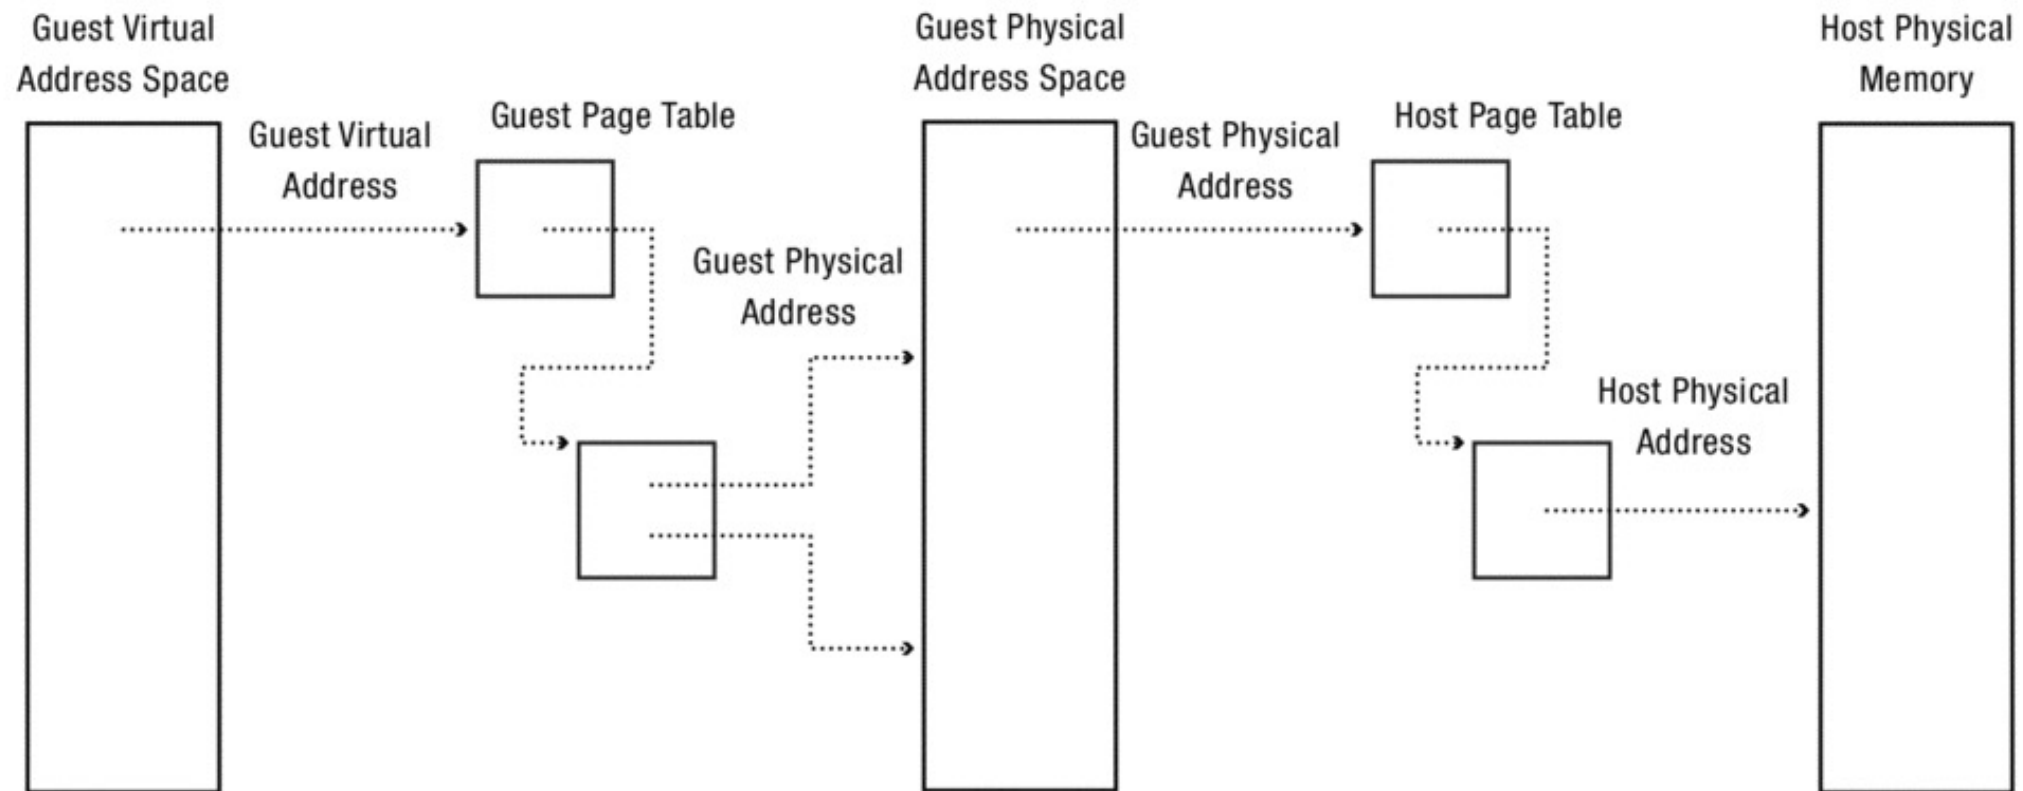 Guest Virtual
Address Space
Guest Virtual
Address
Guest Page Table
Guest Physical
Address
Guest Physical
Address Space
Guest Physical
Address
Host Page Table
Host Physical
Address
Host Physical
Memory